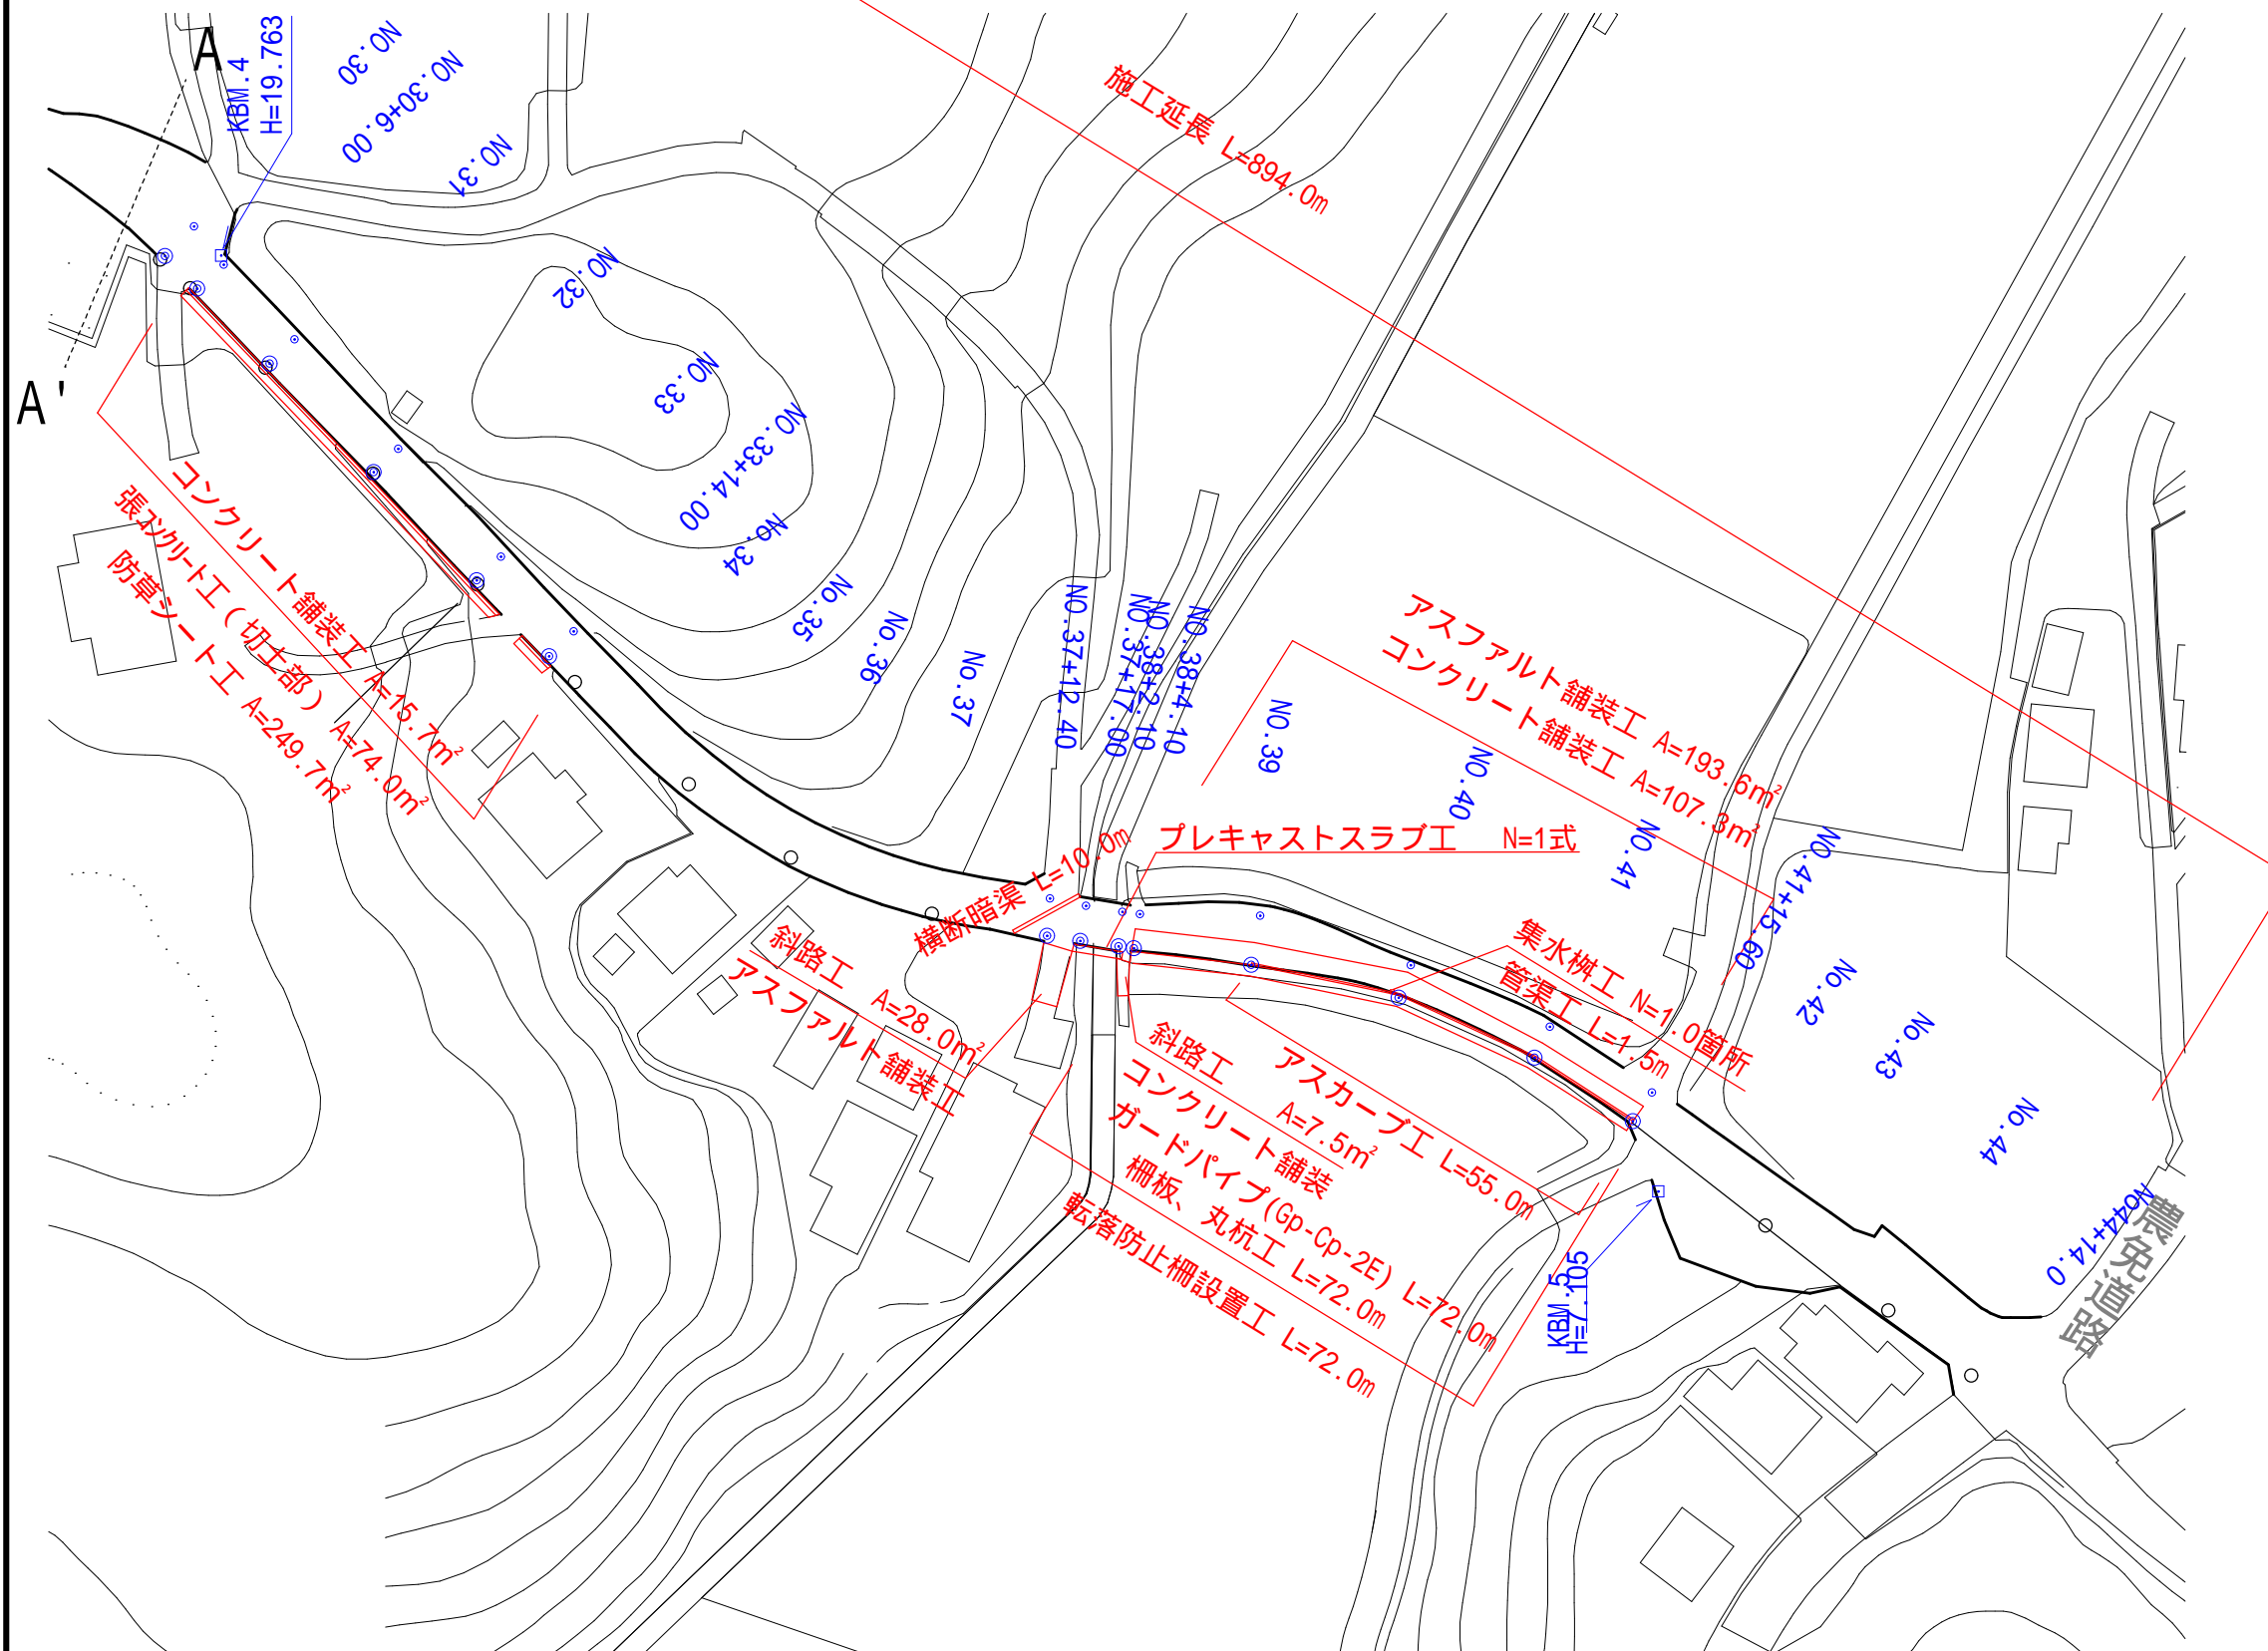 A
A'
KBM.4
H=19.763
NO.30
NO.30+6.00
NO.31
NO.32
NO.33
NO.33+14.00
No.34
No.35
No.36
No.37
NO.37+12.40
NO.37+17.00
NO.38+2.10
NO.38+4.10
NO.39
NO.40
NO.41
NO.41+15.60
No.42
No.43
No.44
No44+14.0
施工延長 L=894.0m
コンクリート舗装工 A=15.7m²
張コンクリート工(切土部) A=74.0m²
防草シート工 A=249.7m²
アスファルト舗装工 A=193.6m²
コンクリート舗装工 A=107.3m²
プレキャストスラブ工 N=1式
横断暗渠 L=10.0m
斜路工 A=28.0m²
アスファルト舗装工
集水桝工 N=1.0箇所
管渠工 L=1.5m
アスカーブ工 L=55.0m
斜路工 A=7.5m²
コンクリート舗装
ガードパイプ(Gp-Cp-2E) L=72.0m
柵板、丸杭工 L=72.0m
転落防止柵設置工 L=72.0m
KBM.5
H=7.105
農免道路